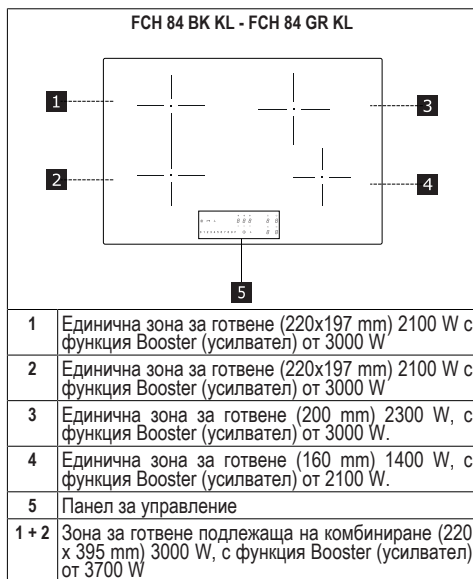 FCH 84 BK KL - FCH 84 GR KL
1
3
2
4
5
1 Единична зона за готвене (220x197 mm) 2100 W с
функция Booster (усилвател) от 3000 W
2 Единична зона за готвене (220x197 mm) 2100 W с
функция Booster (усилвател) от 3000 W
3 Единична зона за готвене (200 mm) 2300 W, с
функция Booster (усилвател) от 3000 W.
4 Единична зона за готвене (160 mm) 1400 W, с
функция Booster (усилвател) от 2100 W.
5 Панел за управление
1 + 2 Зона за готвене подлежаща на комбиниране (220
x 395 mm) 3000 W, с функция Booster (усилвател)
от 3700 W